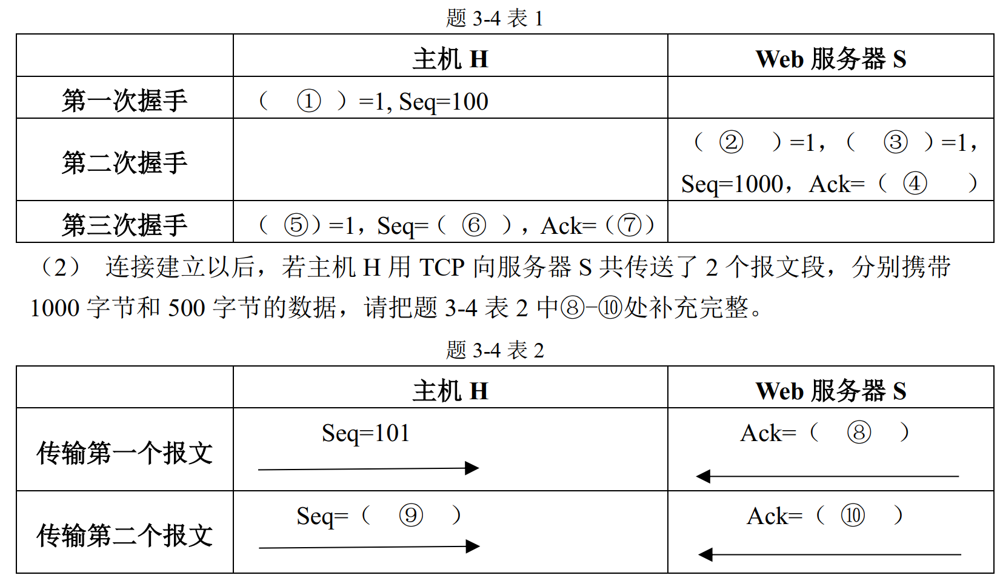 题 3-4 表 1
主机 H
Web 服务器 S
第一次握手
（ ① ）=1, Seq=100
第二次握手
（ ② ）=1，（ ③ ）=1，
Seq=1000，Ack=（ ④ ）
第三次握手
（ ⑤）=1，Seq=（ ⑥ ），Ack=（⑦）
（2） 连接建立以后，若主机 H 用 TCP 向服务器 S 共传送了 2 个报文段，分别携带
1000 字节和 500 字节的数据，请把题 3-4 表 2 中⑧−⑩处补充完整。
题 3-4 表 2
主机 H
Web 服务器 S
传输第一个报文
Seq=101
Ack=（ ⑧ ）
传输第二个报文
Seq=（ ⑨ ）
Ack=（ ⑩ ）